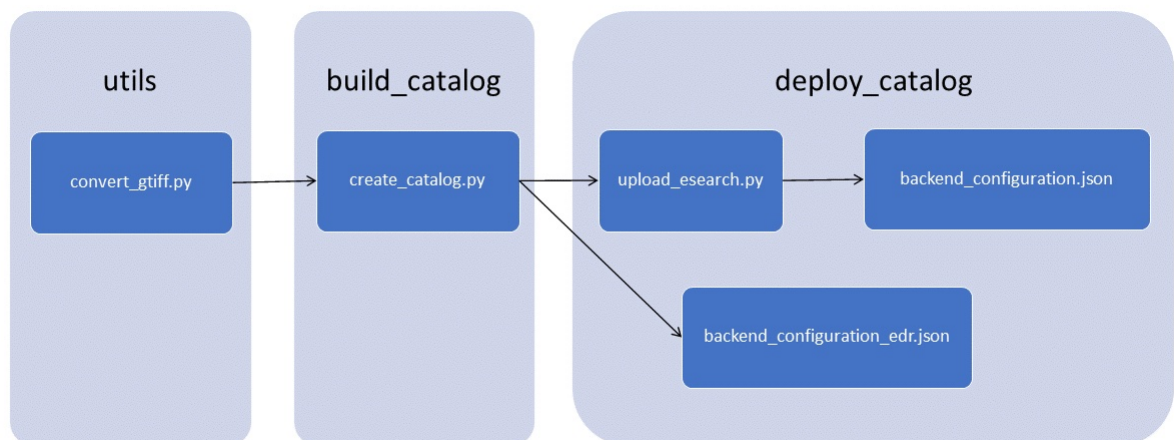 utils
build_catalog
deploy_catalog
convert_gtiff.py
create_catalog.py
upload_esearch.py
backend_configuration.json
backend_configuration_edr.json